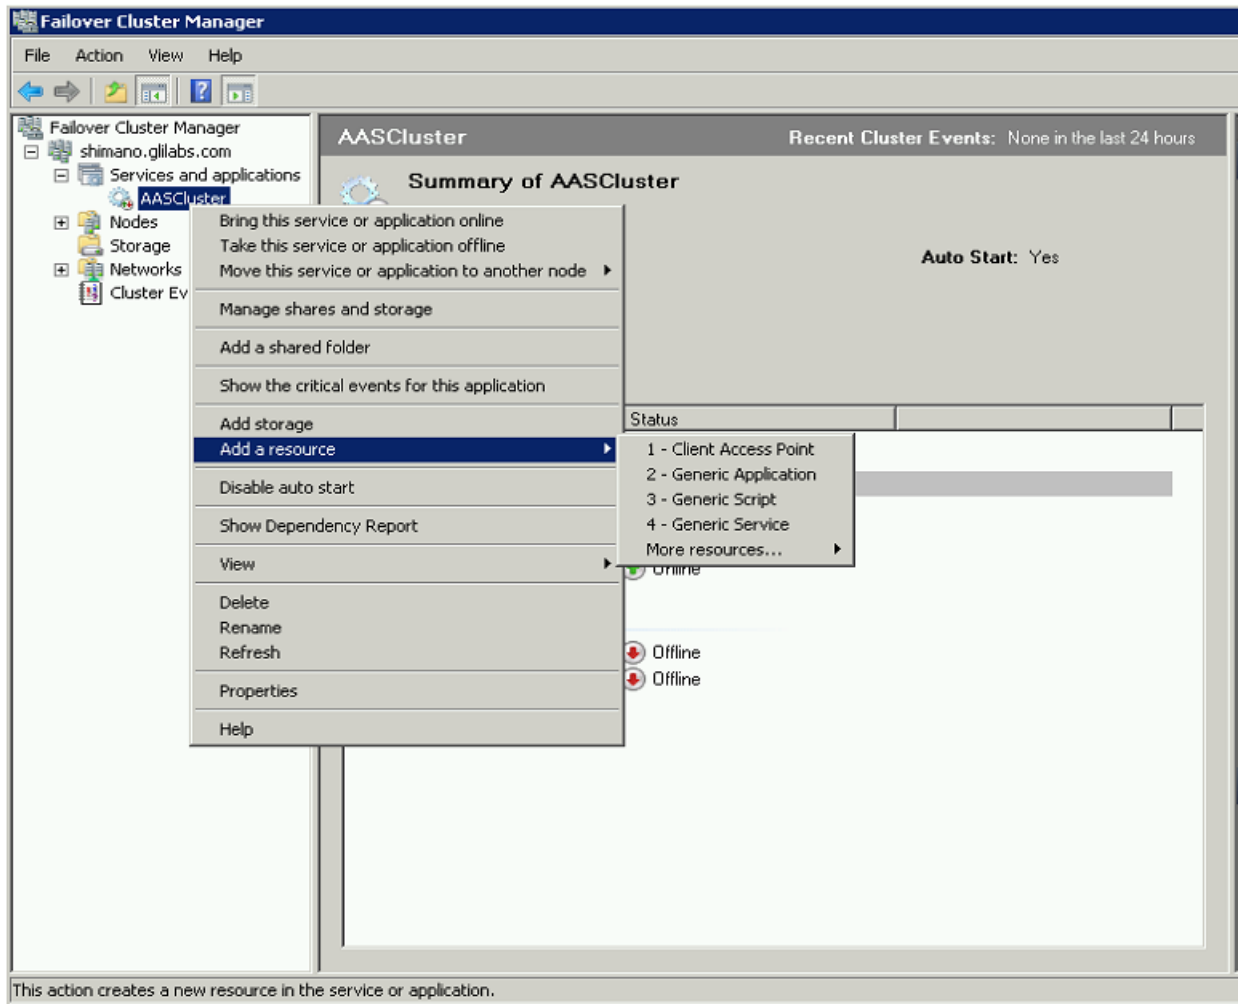 Failover Cluster Manager
File Action View Help
Failover Cluster Manager
shimano.glilabs.com
Services and applications
AASCluster
Nodes
Storage
Networks
Cluster Ev
AASCluster Recent Cluster Events: None in the last 24 hours
Summary of AASCluster
Auto Start: Yes
Status
Bring this service or application online
Take this service or application offline
Move this service or application to another node
Manage shares and storage
Add a shared folder
Show the critical events for this application
Add storage
Add a resource
Disable auto start
Show Dependency Report
View
Delete
Rename
Refresh
Properties
Help
1 - Client Access Point
2 - Generic Application
3 - Generic Script
4 - Generic Service
More resources...
Online
Offline
Offline
This action creates a new resource in the service or application.